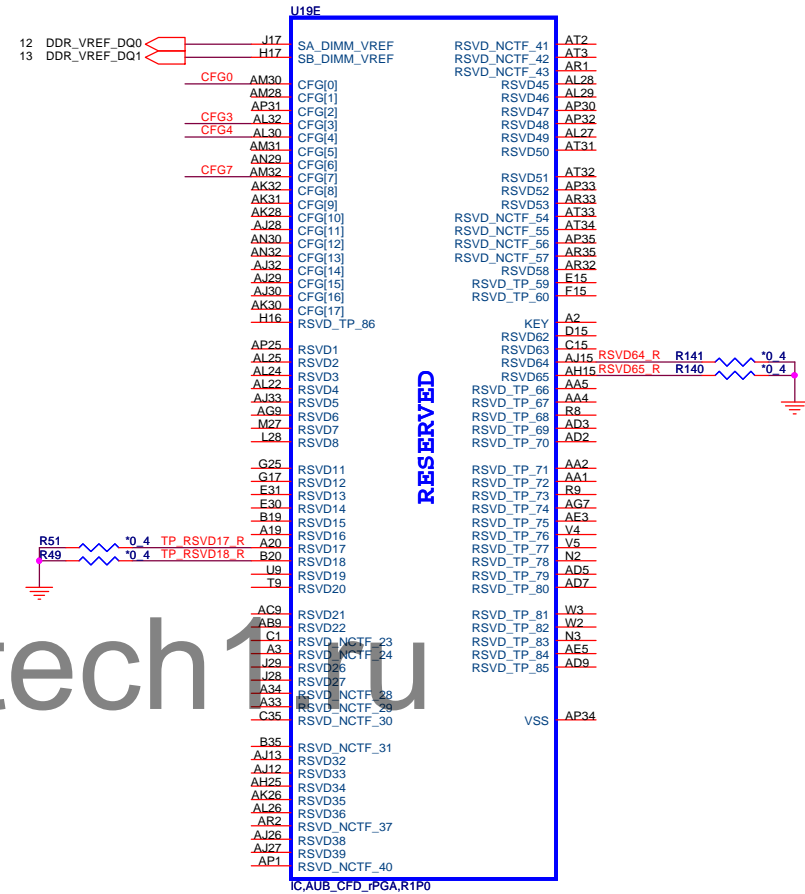 U19E
12 DDR_VREF_DQ0 J17 SA_DIMM_VREF RSVD_NCTF_41 AT2
13 DDR_VREF_DQ1 H17 SB_DIMM_VREF RSVD_NCTF_42 AT3
RSVD_NCTF_43 AR1
CFG0 AM30 CFG[0] RSVD45 AL28
AM28 CFG[1] RSVD46 AL29
AP31 CFG[2] RSVD47 AP30
CFG3 AL32 CFG[3] RSVD48 AP32
CFG4 AL30 CFG[4] RSVD49 AL27
AM31 CFG[5] RSVD50 AT31
AN29 CFG[6]
CFG7 AM32 CFG[7] RSVD51 AT32
AK32 CFG[8] RSVD52 AP33
AK31 CFG[9] RSVD53 AR33
AK28 CFG[10] RSVD_NCTF_54 AT33
AJ28 CFG[11] RSVD_NCTF_55 AT34
AN30 CFG[12] RSVD_NCTF_56 AP35
AN32 CFG[13] RSVD_NCTF_57 AR35
AJ32 CFG[14] RSVD58 AR32
AJ29 CFG[15] RSVD_TP_59 E15
AJ30 CFG[16] RSVD_TP_60 F15
AK30 CFG[17]
H16 RSVD_TP_86 KEY A2
RSVD62 D15
AP25 RSVD1 RSVD63 C15
AL25 RSVD2 RSVD64 AJ15 RSVD64_R R141 *0_4
AL24 RSVD3 RSVD65 AH15 RSVD65_R R140 *0_4
AL22 RSVD4 RSVD_TP_66 AA5
AJ33 RSVD5 RSVD_TP_67 AA4
AG9 RSVD6 RSVD_TP_68 R8
M27 RSVD7 RSVD_TP_69 AD3
L28 RSVD8 RSVD_TP_70 AD2
RESERVED
G25 RSVD11 RSVD_TP_71 AA2
G17 RSVD12 RSVD_TP_72 AA1
E31 RSVD13 RSVD_TP_73 R9
E30 RSVD14 RSVD_TP_74 AG7
B19 RSVD15 RSVD_TP_75 AE3
A19 RSVD16 RSVD_TP_76 V4
R51 *0_4 TP_RSVD17_R A20 RSVD17 RSVD_TP_77 V5
R49 *0_4 TP_RSVD18_R B20 RSVD18 RSVD_TP_78 N2
U9 RSVD19 RSVD_TP_79 AD5
T9 RSVD20 RSVD_TP_80 AD7
AC9 RSVD21 RSVD_TP_81 W3
AB9 RSVD22 RSVD_TP_82 W2
C1 RSVD_NCTF_23 RSVD_TP_83 N3
A3 RSVD_NCTF_24 RSVD_TP_84 AE5
J29 RSVD26 RSVD_TP_85 AD9
J28 RSVD27
tech1.ru
A34 RSVD_NCTF_28
A33 RSVD_NCTF_29
C35 RSVD_NCTF_30 VSS AP34
B35 RSVD_NCTF_31
AJ13 RSVD32
AJ12 RSVD33
AH25 RSVD34
AK26 RSVD35
AL26 RSVD36
AR2 RSVD_NCTF_37
AJ26 RSVD38
AJ27 RSVD39
AP1 RSVD_NCTF_40
IC,AUB_CFD_rPGA,R1P0